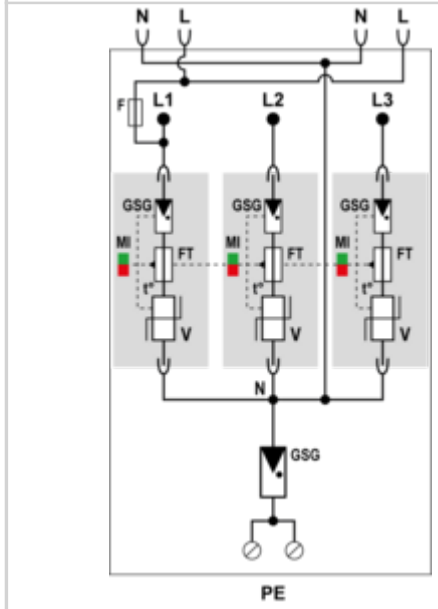 N L N L
F L1 L2 L3
GSG GSG GSG
MI FT MI FT MI FT
t° t° t°
V V V
N
GSG
PE